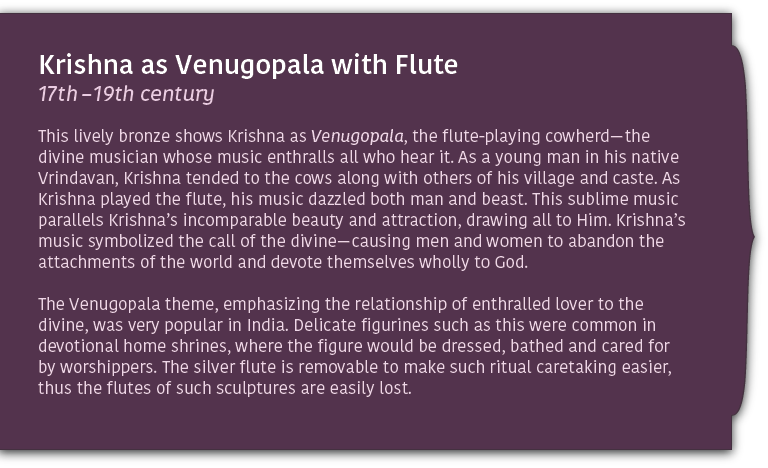 Krishna as Venugopala with Flute
17th–19th century
This lively bronze shows Krishna as Venugopala, the flute-playing cowherd—the
divine musician whose music enthralls all who hear it. As a young man in his native
Vrindavan, Krishna tended to the cows along with others of his village and caste. As
Krishna played the flute, his music dazzled both man and beast. This sublime music
parallels Krishna’s incomparable beauty and attraction, drawing all to Him. Krishna’s
music symbolized the call of the divine—causing men and women to abandon the
attachments of the world and devote themselves wholly to God.
The Venugopala theme, emphasizing the relationship of enthralled lover to the
divine, was very popular in India. Delicate figurines such as this were common in
devotional home shrines, where the figure would be dressed, bathed and cared for
by worshippers. The silver flute is removable to make such ritual caretaking easier,
thus the flutes of such sculptures are easily lost.